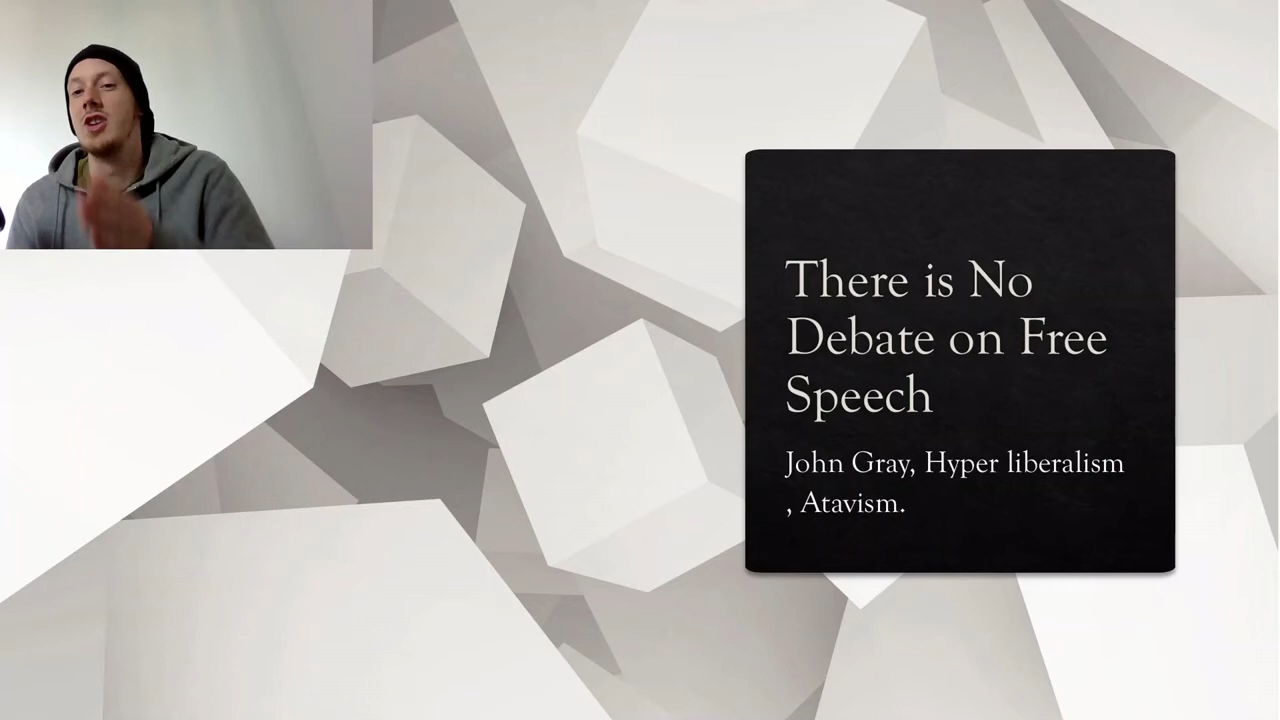 There is No
Debate on Free
Speech
John Gray, Hyper liberalism
, Atavism.